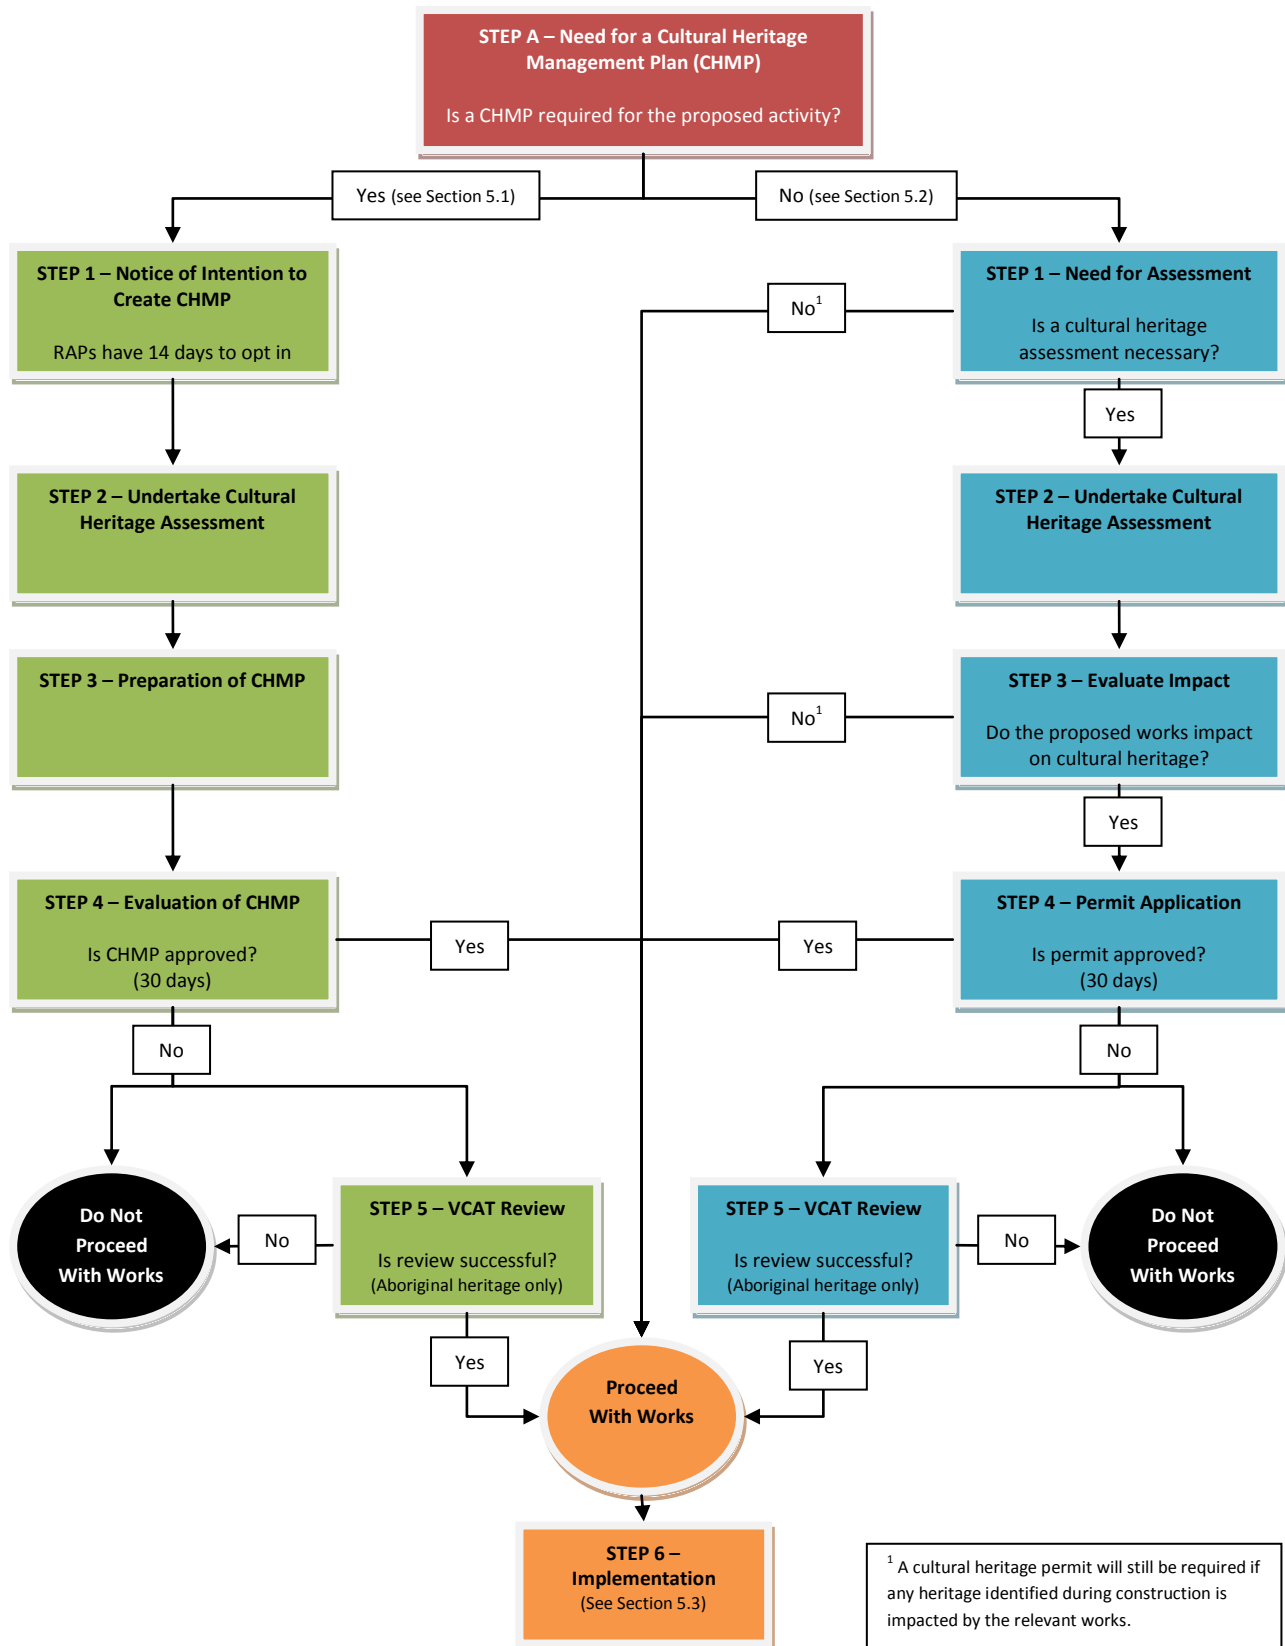 STEP A – Need for a Cultural Heritage
Management Plan (CHMP)
Is a CHMP required for the proposed activity?
Yes (see Section 5.1)
No (see Section 5.2)
STEP 1 – Notice of Intention to
Create CHMP
RAPs have 14 days to opt in
No¹
STEP 1 – Need for Assessment
Is a cultural heritage
assessment necessary?
Yes
STEP 2 – Undertake Cultural
Heritage Assessment
STEP 2 – Undertake Cultural
Heritage Assessment
STEP 3 – Preparation of CHMP
No¹
STEP 3 – Evaluate Impact
Do the proposed works impact
on cultural heritage?
Yes
STEP 4 – Evaluation of CHMP
Is CHMP approved?
(30 days)
Yes
Yes
STEP 4 – Permit Application
Is permit approved?
(30 days)
No
No
Do Not
Proceed
With Works
No
STEP 5 – VCAT Review
Is review successful?
(Aboriginal heritage only)
STEP 5 – VCAT Review
Is review successful?
(Aboriginal heritage only)
No
Do Not
Proceed
With Works
Yes
Yes
Proceed
With Works
STEP 6 –
Implementation
(See Section 5.3)
¹ A cultural heritage permit will still be required if
any heritage identified during construction is
impacted by the relevant works.